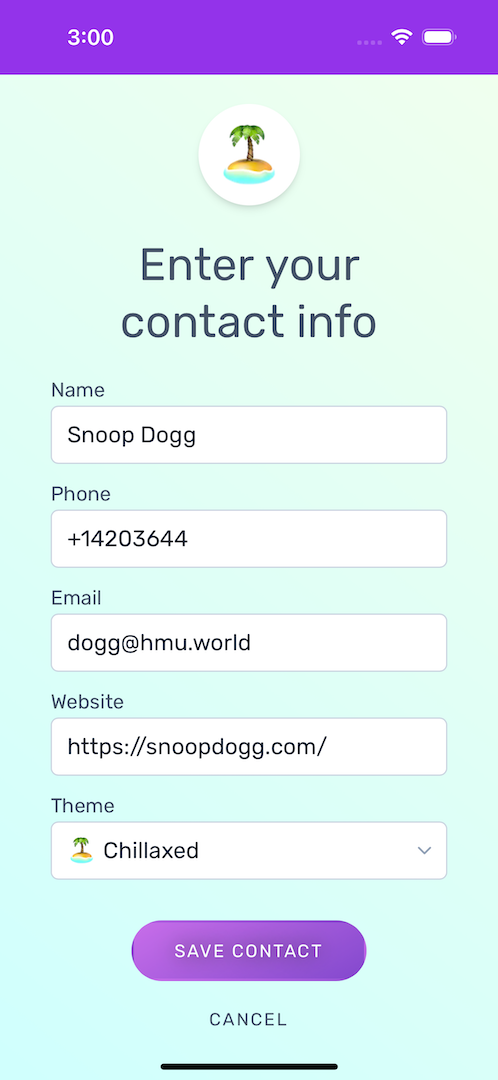 3:00
Enter your
contact info
Name
Snoop Dogg
Phone
+14203644
Email
dogg@hmu.world
Website
https://snoopdogg.com/
Theme
🏝️ Chillaxed
SAVE CONTACT
CANCEL